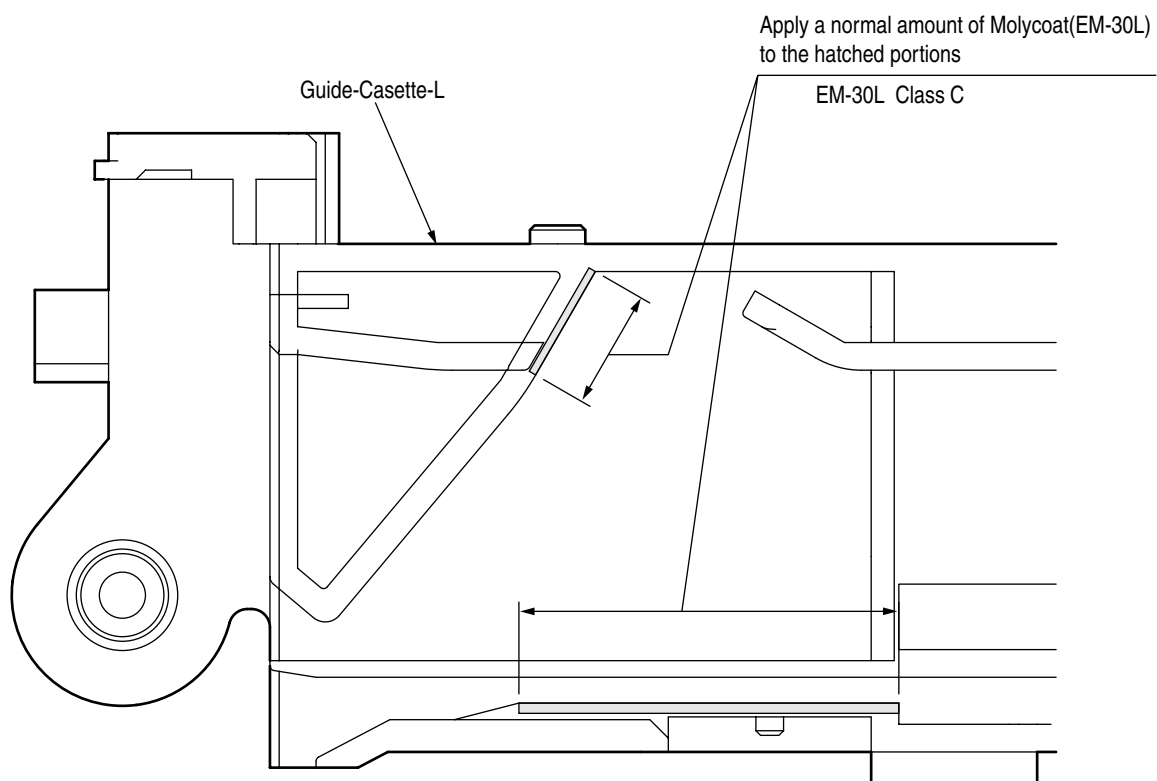 Apply a normal amount of Molycoat(EM-30L)
to the hatched portions
EM-30L Class C
Guide-Casette-L